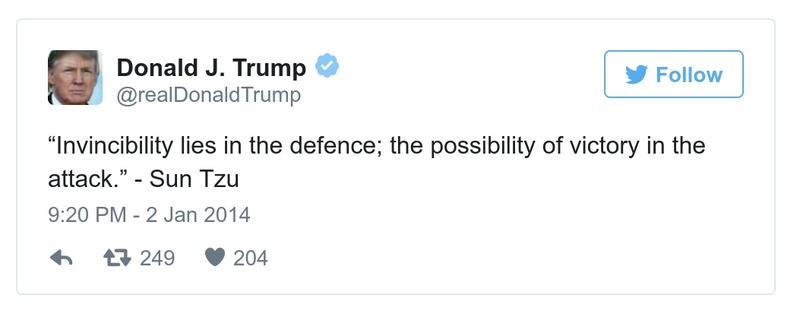 Donald J. Trump
@realDonaldTrump
Follow
“Invincibility lies in the defence; the possibility of victory in the
attack.” - Sun Tzu
9:20 PM - 2 Jan 2014
249 204